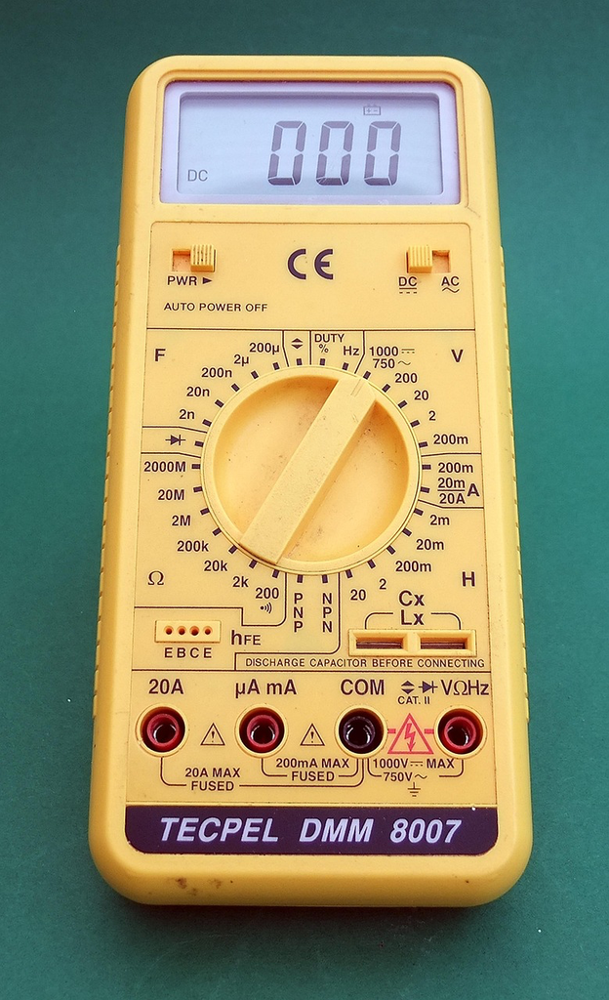 000
DC
CE
PWR ►
DC AC
AUTO POWER OFF
F
200µ
2µ
200n
20n
2n
DUTY
%
Hz
1000
750 ~
V
200
20
2
200m
200m
20m
20A
A
2m
20m
200m
2
20
H
2000M
20M
2M
200k
20k
2k
200
Ω
PNP
NPN
Cx
Lx
hFE
E B C E
DISCHARGE CAPACITOR BEFORE CONNECTING
20A µA mA COM VΩHz
CAT. II
20A MAX
FUSED
200mA MAX
FUSED
1000V MAX
750V ~
TECPEL DMM 8007